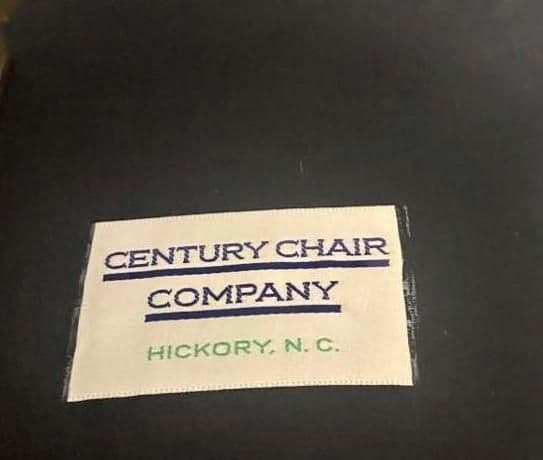 CENTURY CHAIR
COMPANY
HICKORY, N. C.